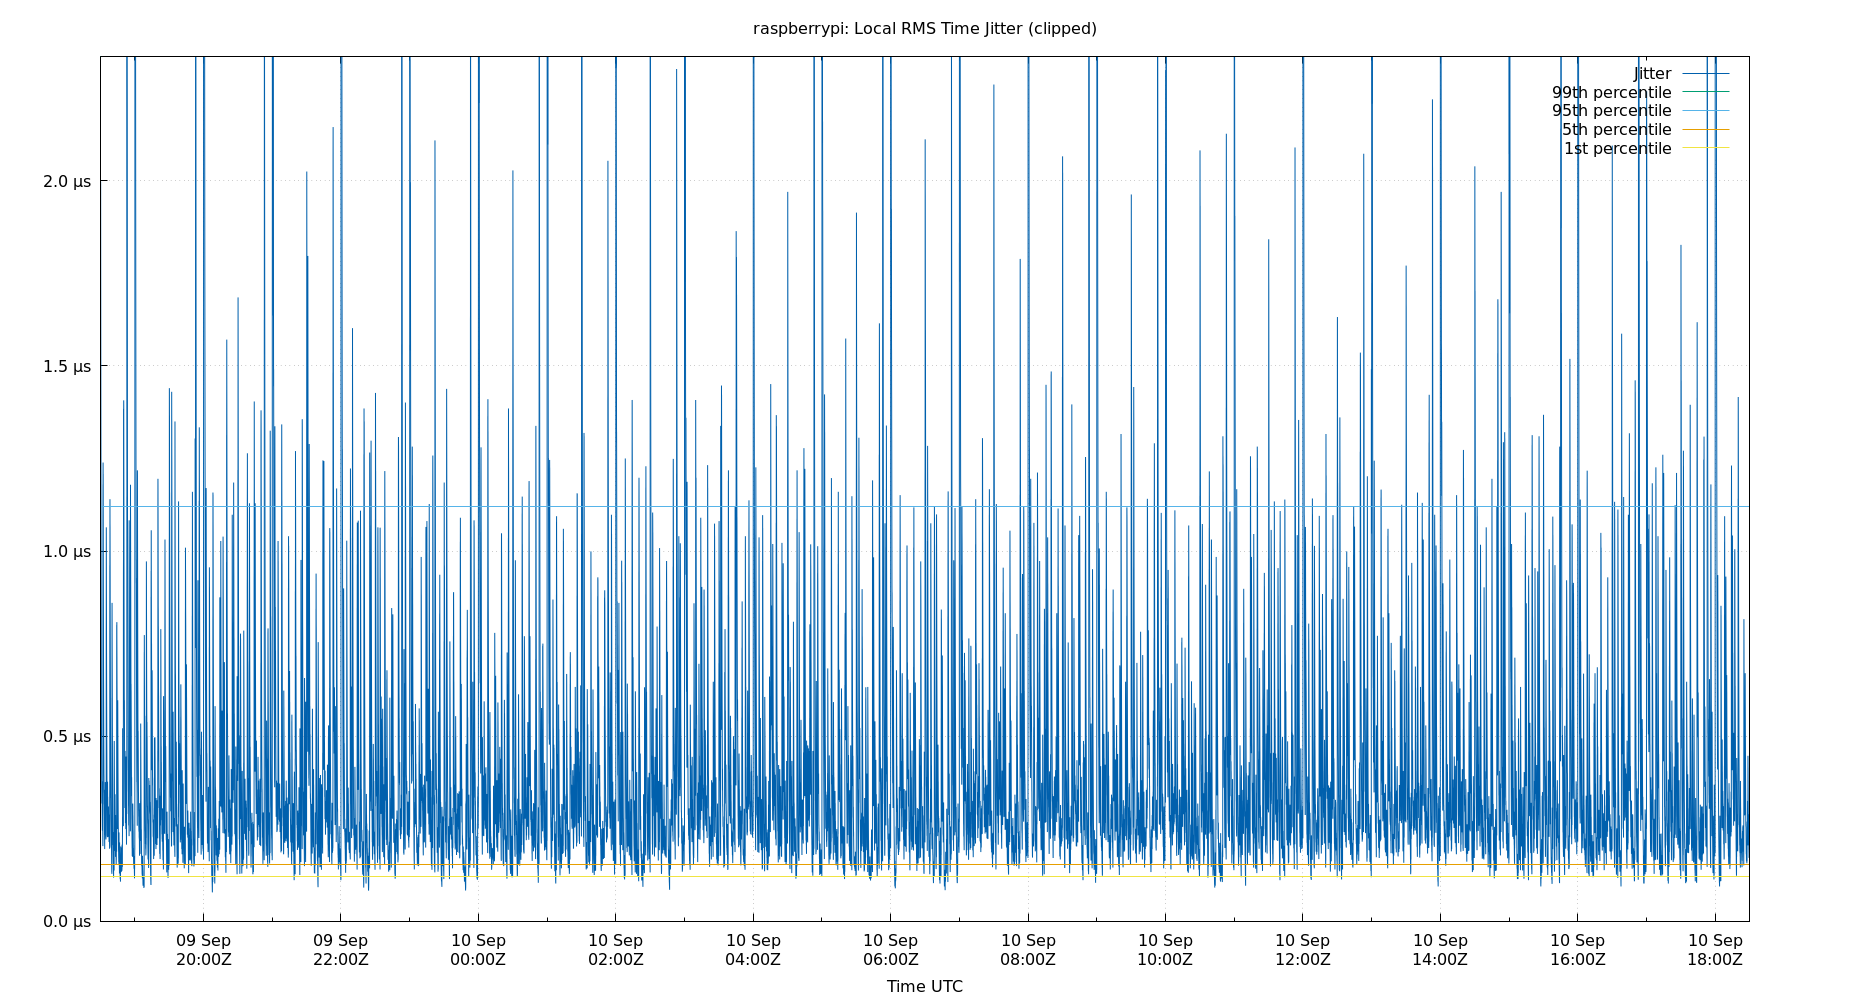 raspberrypi: Local RMS Time Jitter (clipped)
Jitter
99th percentile
95th percentile
5th percentile
1st percentile
2.0 μs
1.5 μs
1.0 μs
0.5 μs
0.0 μs
09 Sep 09 Sep 10 Sep 10 Sep 10 Sep 10 Sep 10 Sep 10 Sep 10 Sep 10 Sep 10 Sep 10 Sep
20:00Z 22:00Z 00:00Z 02:00Z 04:00Z 06:00Z 08:00Z 10:00Z 12:00Z 14:00Z 16:00Z 18:00Z
Time UTC